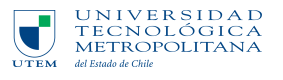 UNIVERSIDAD
TECNOLÓGICA
METROPOLITANA
UTEM
del Estado de Chile